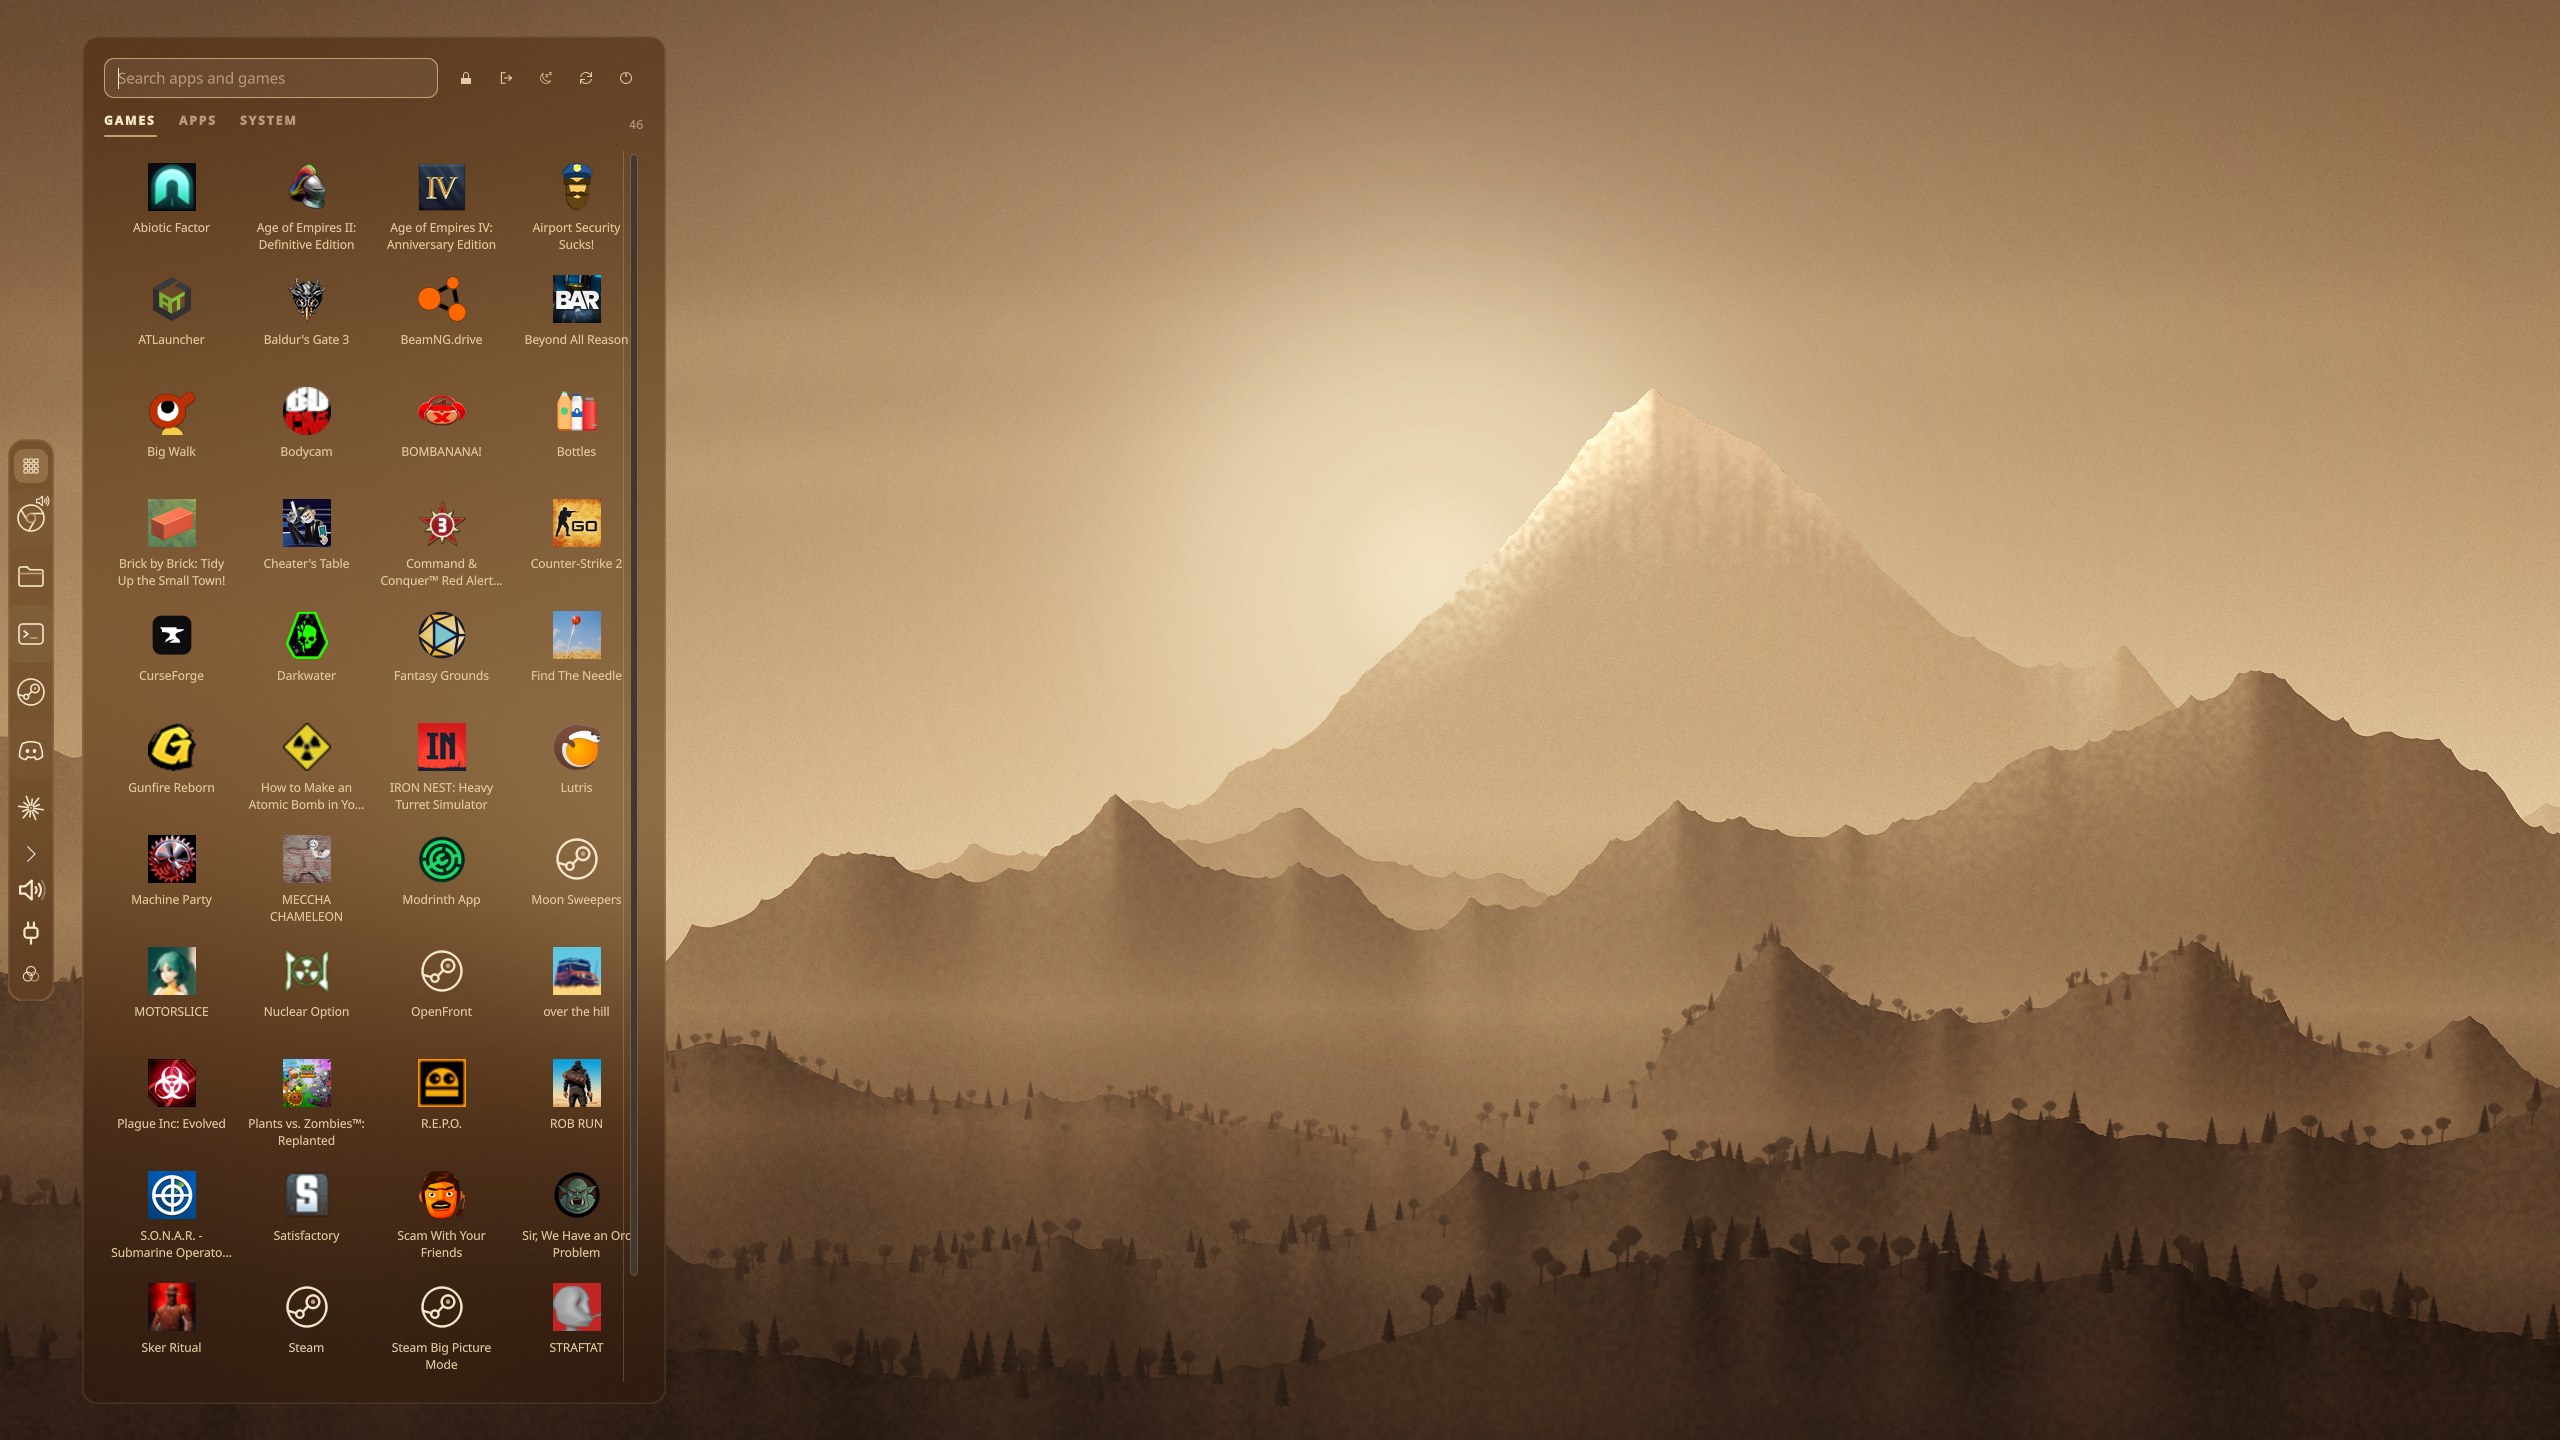 Search apps and games
GAMES APPS SYSTEM
46
Abiotic Factor
Age of Empires II:
Definitive Edition
Age of Empires IV:
Anniversary Edition
Airport Security
Sucks!
ATLauncher
Baldur's Gate 3
BeamNG.drive
BAR
Beyond All Reason
Big Walk
Bodycam
BOMBANANA!
Bottles
Brick by Brick: Tidy
Up the Small Town!
Cheater's Table
3
Command &
Conquer™ Red Alert...
GO
Counter-Strike 2
CurseForge
Darkwater
Fantasy Grounds
Find The Needle
G
Gunfire Reborn
How to Make an
Atomic Bomb in Yo...
IN
IRON NEST: Heavy
Turret Simulator
Lutris
Machine Party
MECCHA
CHAMELEON
Modrinth App
Moon Sweepers
MOTORSLICE
Nuclear Option
OpenFront
over the hill
Plague Inc: Evolved
Plants vs. Zombies™:
Replanted
R.E.P.O.
ROB RUN
S.O.N.A.R. -
Submarine Operato...
S
Satisfactory
Scam With Your
Friends
Sir, We Have an Orc
Problem
Sker Ritual
Steam
Steam Big Picture
Mode
STRAFTAT